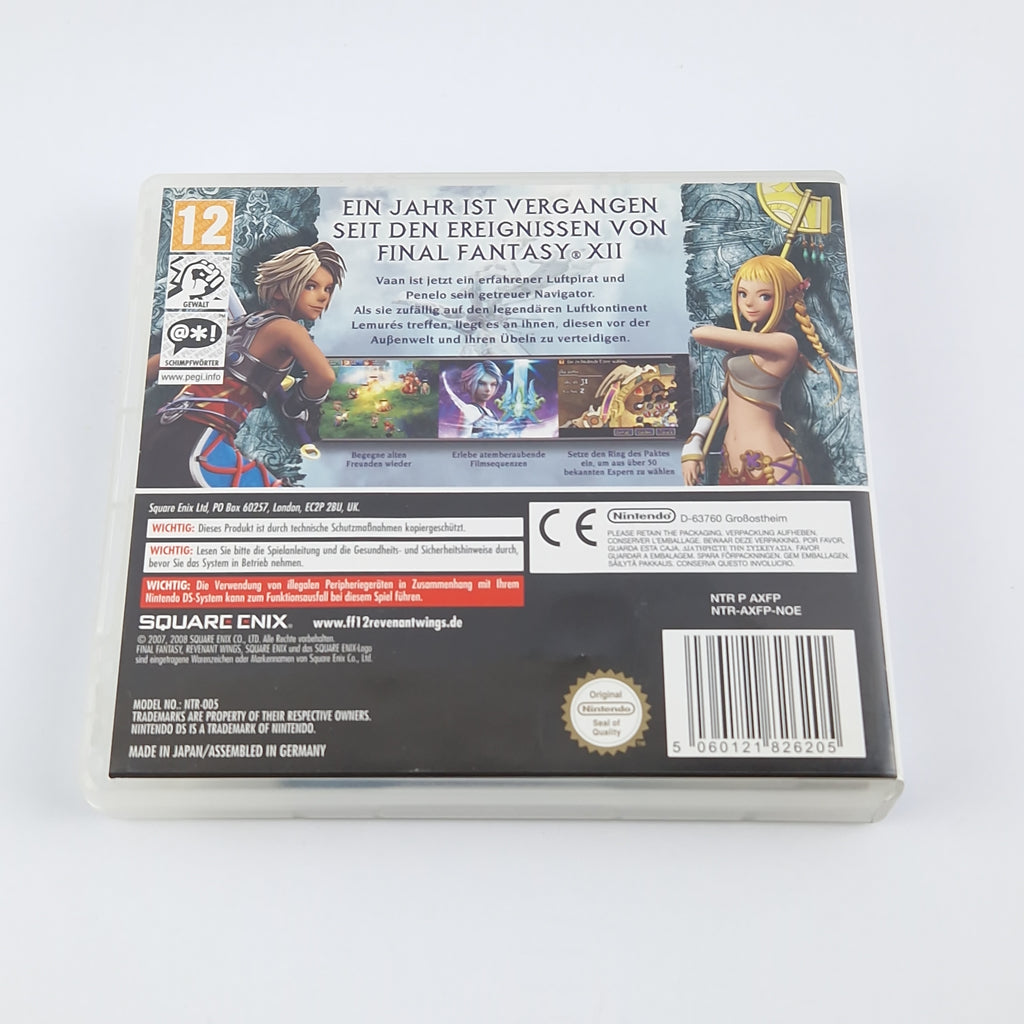 12
EIN JAHR IST VERGANGEN
SEIT DEN EREIGNISSEN VON
FINAL FANTASY® XII
GEWALT
@*!
SCHIMPFWÖRTER
www.pegi.info
Vaan ist jetzt ein erfahrener Luftpirat und
Penelo sein getreuer Navigator.
Als sie zufällig auf den legendären Luftkontinent
Lemurés treffen, liegt es an ihnen, diesen vor der
Außenwelt und ihren Übeln zu verteidigen.
Begegne alten
Freunden wieder
Erlebe atemberaubende
Filmsequenzen
Setze den Ring des Paktes
ein, um aus über 50
bekannten Espern zu wählen
Square Enix Ltd, PO Box 60257, London, EC2P 2BU, UK.
WICHTIG: Dieses Produkt ist durch technische Schutzmaßnahmen kopiergeschützt.
WICHTIG: Lesen Sie bitte die Spielanleitung und die Gesundheits- und Sicherheitshinweise durch,
bevor Sie das System in Betrieb nehmen.
WICHTIG: Die Verwendung von illegalen Peripheriegeräten in Zusammenhang mit Ihrem
Nintendo DS-System kann zum Funktionsausfall bei diesem Spiel führen.
CE
Nintendo D-63760 Großostheim
PLEASE RETAIN THE PACKAGING. VERPACKUNG AUFHEBEN.
CONSERVER L'EMBALLAGE. BEWAAR DEZE VERPAKKING. POR FAVOR,
GUARDA ESTA CAJA. ΔΙΑΤΗΡΗΣΤΕ ΤΗΝ ΣΥΣΚΕΥΑΣΙΑ. FAVOR
GUARDAR A EMBALAGEM. SPARA FÖRPACKNINGEN. GEM EMBALLAGEN.
SÄILYTÄ PAKKAUS. CONSERVA QUESTO INVOLUCRO.
NTR P AXFP
NTR-AXFP-NOE
SQUARE ENIX® www.ff12revenantwings.de
© 2007, 2008 SQUARE ENIX CO., LTD. Alle Rechte vorbehalten.
FINAL FANTASY, REVENANT WINGS, SQUARE ENIX und das SQUARE ENIX-Logo
sind eingetragene Warenzeichen oder Markennamen von Square Enix Co., Ltd.
MODEL NO.: NTR-005
TRADEMARKS ARE PROPERTY OF THEIR RESPECTIVE OWNERS.
NINTENDO DS IS A TRADEMARK OF NINTENDO.
MADE IN JAPAN/ASSEMBLED IN GERMANY
Original
Nintendo
Seal of
Quality
5 060121 826205